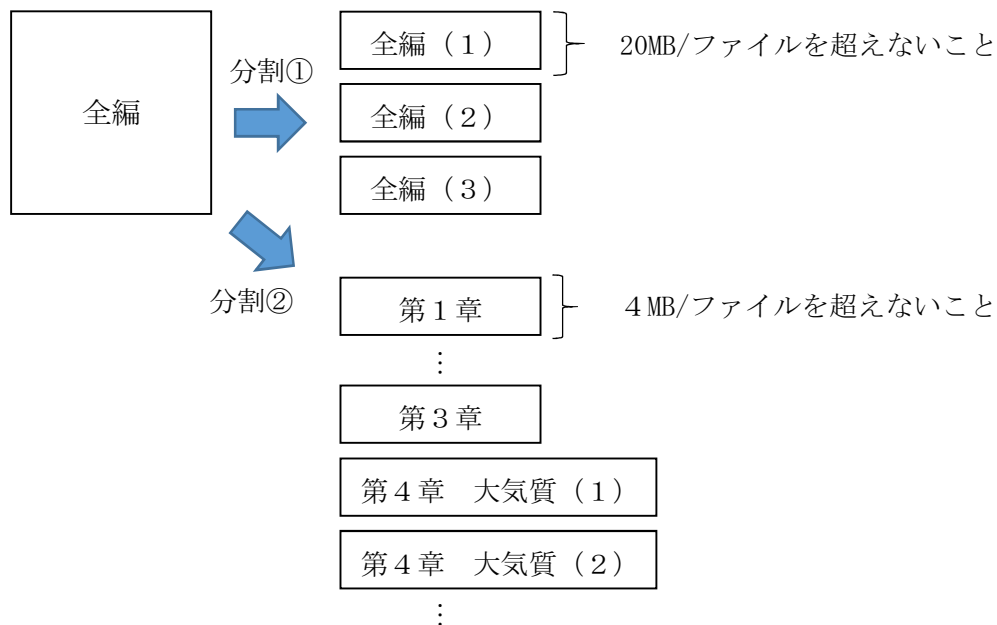 全編
分割①
全編（１）
20MB/ファイルを超えないこと
全編（２）
全編（３）
分割②
第１章
４MB/ファイルを超えないこと
⋮
第３章
第４章　大気質（１）
第４章　大気質（２）
⋮